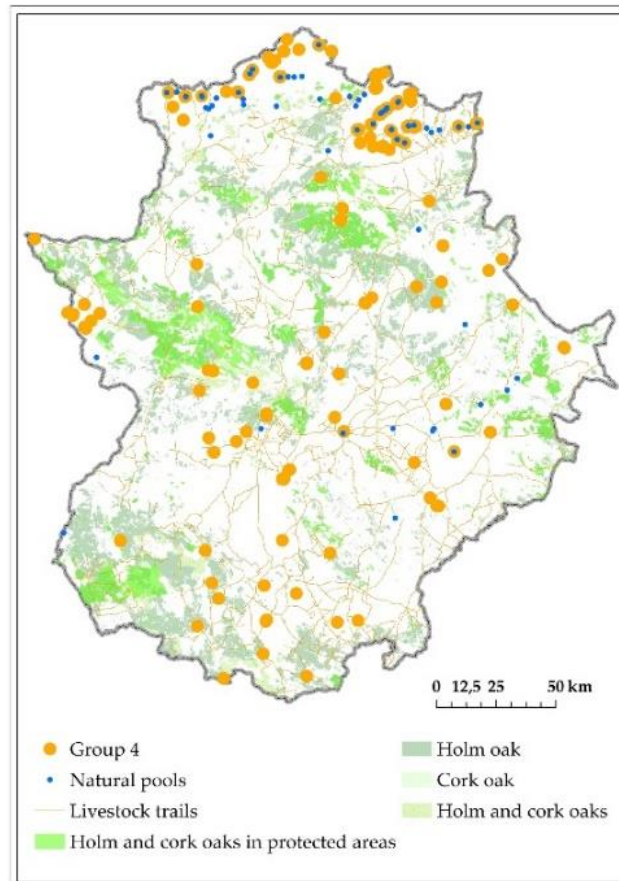 0 12,5 25 50 km
Group 4
Natural pools
Livestock trails
Holm and cork oaks in protected areas
Holm oak
Cork oak
Holm and cork oaks